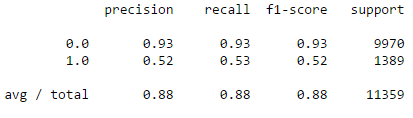 precision recall f1-score support
0.0 0.93 0.93 0.93 9970
1.0 0.52 0.53 0.52 1389
avg / total 0.88 0.88 0.88 11359